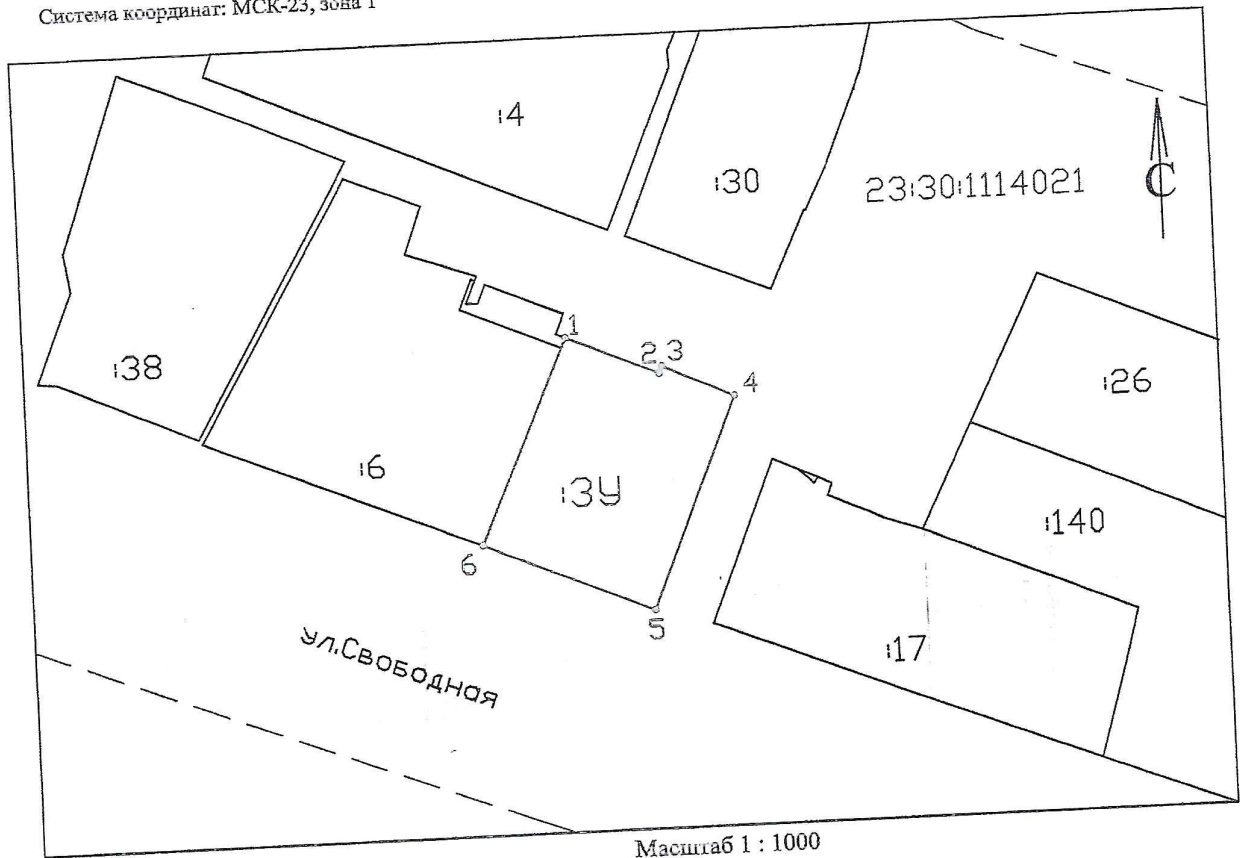 Система координат: МСК-23, зона 1
:4
:30
23:30:1114021
С
1
2
3
4
:38
:26
:6
:ЗУ
:140
6
5
:17
ул.Свободная
Масштаб 1 : 1000